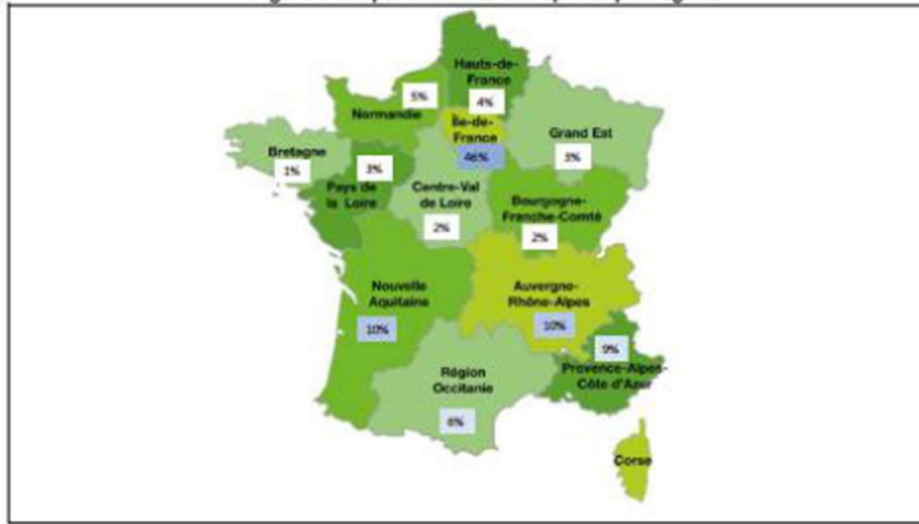 Hauts-de-
France
4%
5%
Normandie
Île-de-
France
46%
Grand Est
3%
Bretagne
1%
3%
Pays de
la Loire
Centre-Val
de Loire
2%
Bourgogne-
Franche-Comté
2%
Nouvelle
Aquitaine
10%
Auvergne-
Rhône-Alpes
10%
9%
Provence-Alpes-
Côte d'Azur
Région
Occitanie
6%
Corse